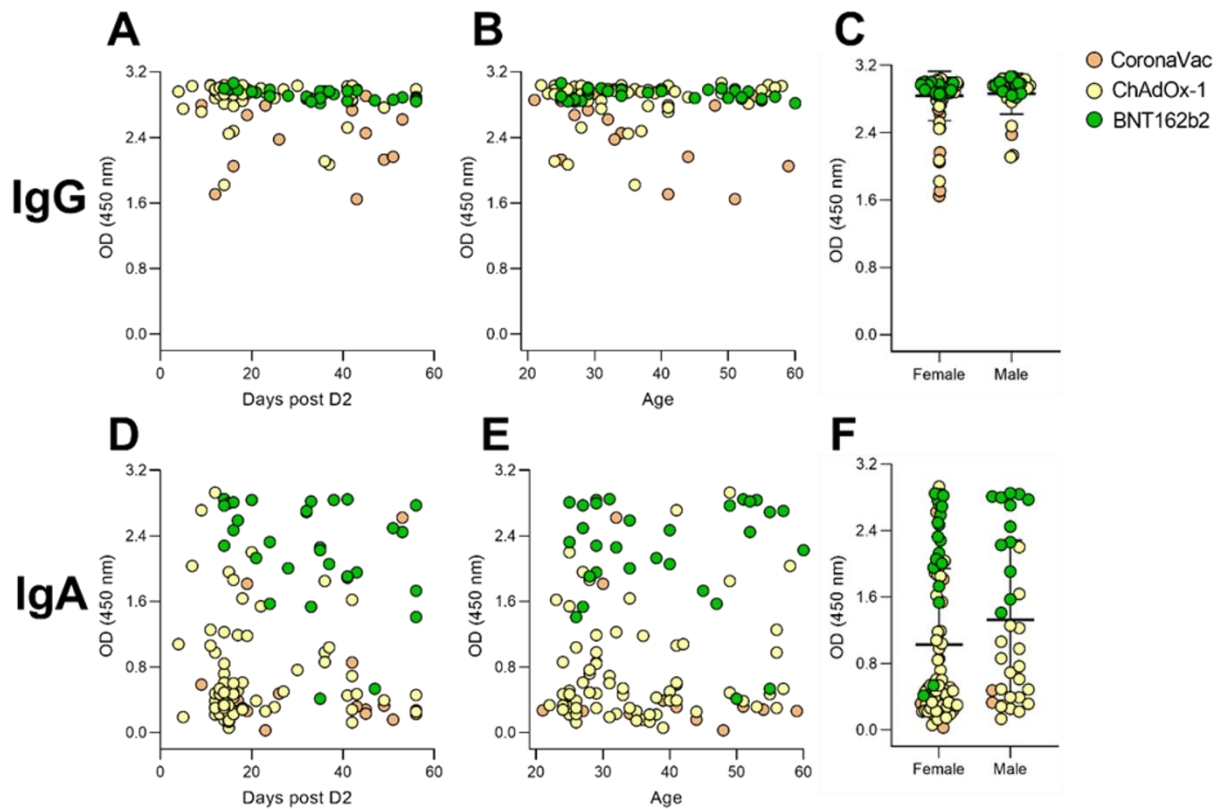 A
B
C
CoronaVac
ChAdOx-1
BNT162b2
IgG
OD (450 nm)
3.2
2.4
1.6
0.8
0.0
0 20 40 60
Days post D2
OD (450 nm)
3.2
2.4
1.6
0.8
0.0
20 30 40 50 60
Age
OD (450 nm)
3.2
2.4
1.6
0.8
0.0
Female Male
D
E
F
IgA
OD (450 nm)
3.2
2.4
1.6
0.8
0.0
0 20 40 60
Days post D2
OD (450 nm)
3.2
2.4
1.6
0.8
0.0
20 30 40 50 60
Age
OD (450 nm)
3.2
2.4
1.6
0.8
0.0
Female Male